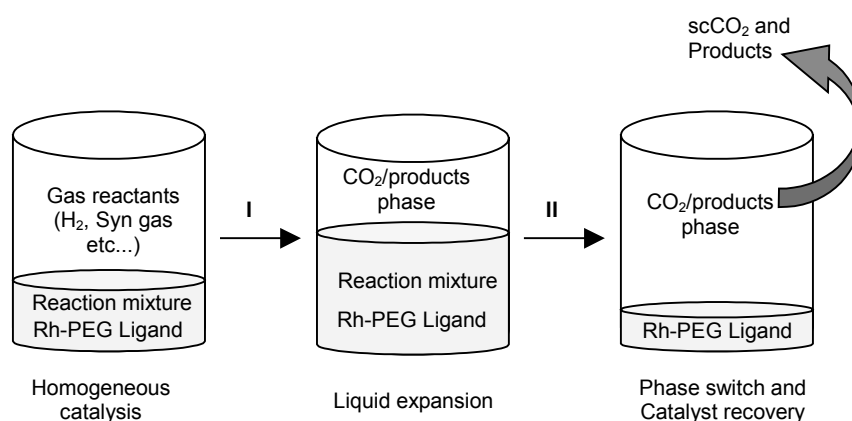 scCO₂ and
Products
Gas reactants
(H₂, Syn gas
etc...)
Reaction mixture
Rh-PEG Ligand
I
CO₂/products
phase
Reaction mixture
Rh-PEG Ligand
II
CO₂/products
phase
Rh-PEG Ligand
Homogeneous
catalysis
Liquid expansion
Phase switch and
Catalyst recovery